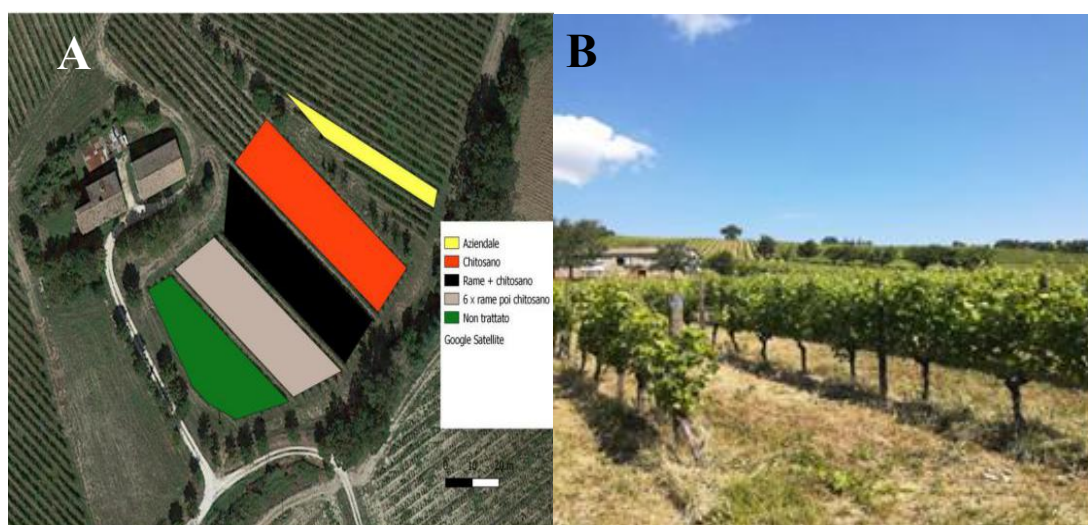 A
B
Aziendale
Chitosano
Rame + chitosano
6 x rame poi chitosano
Non trattato
Google Satellite